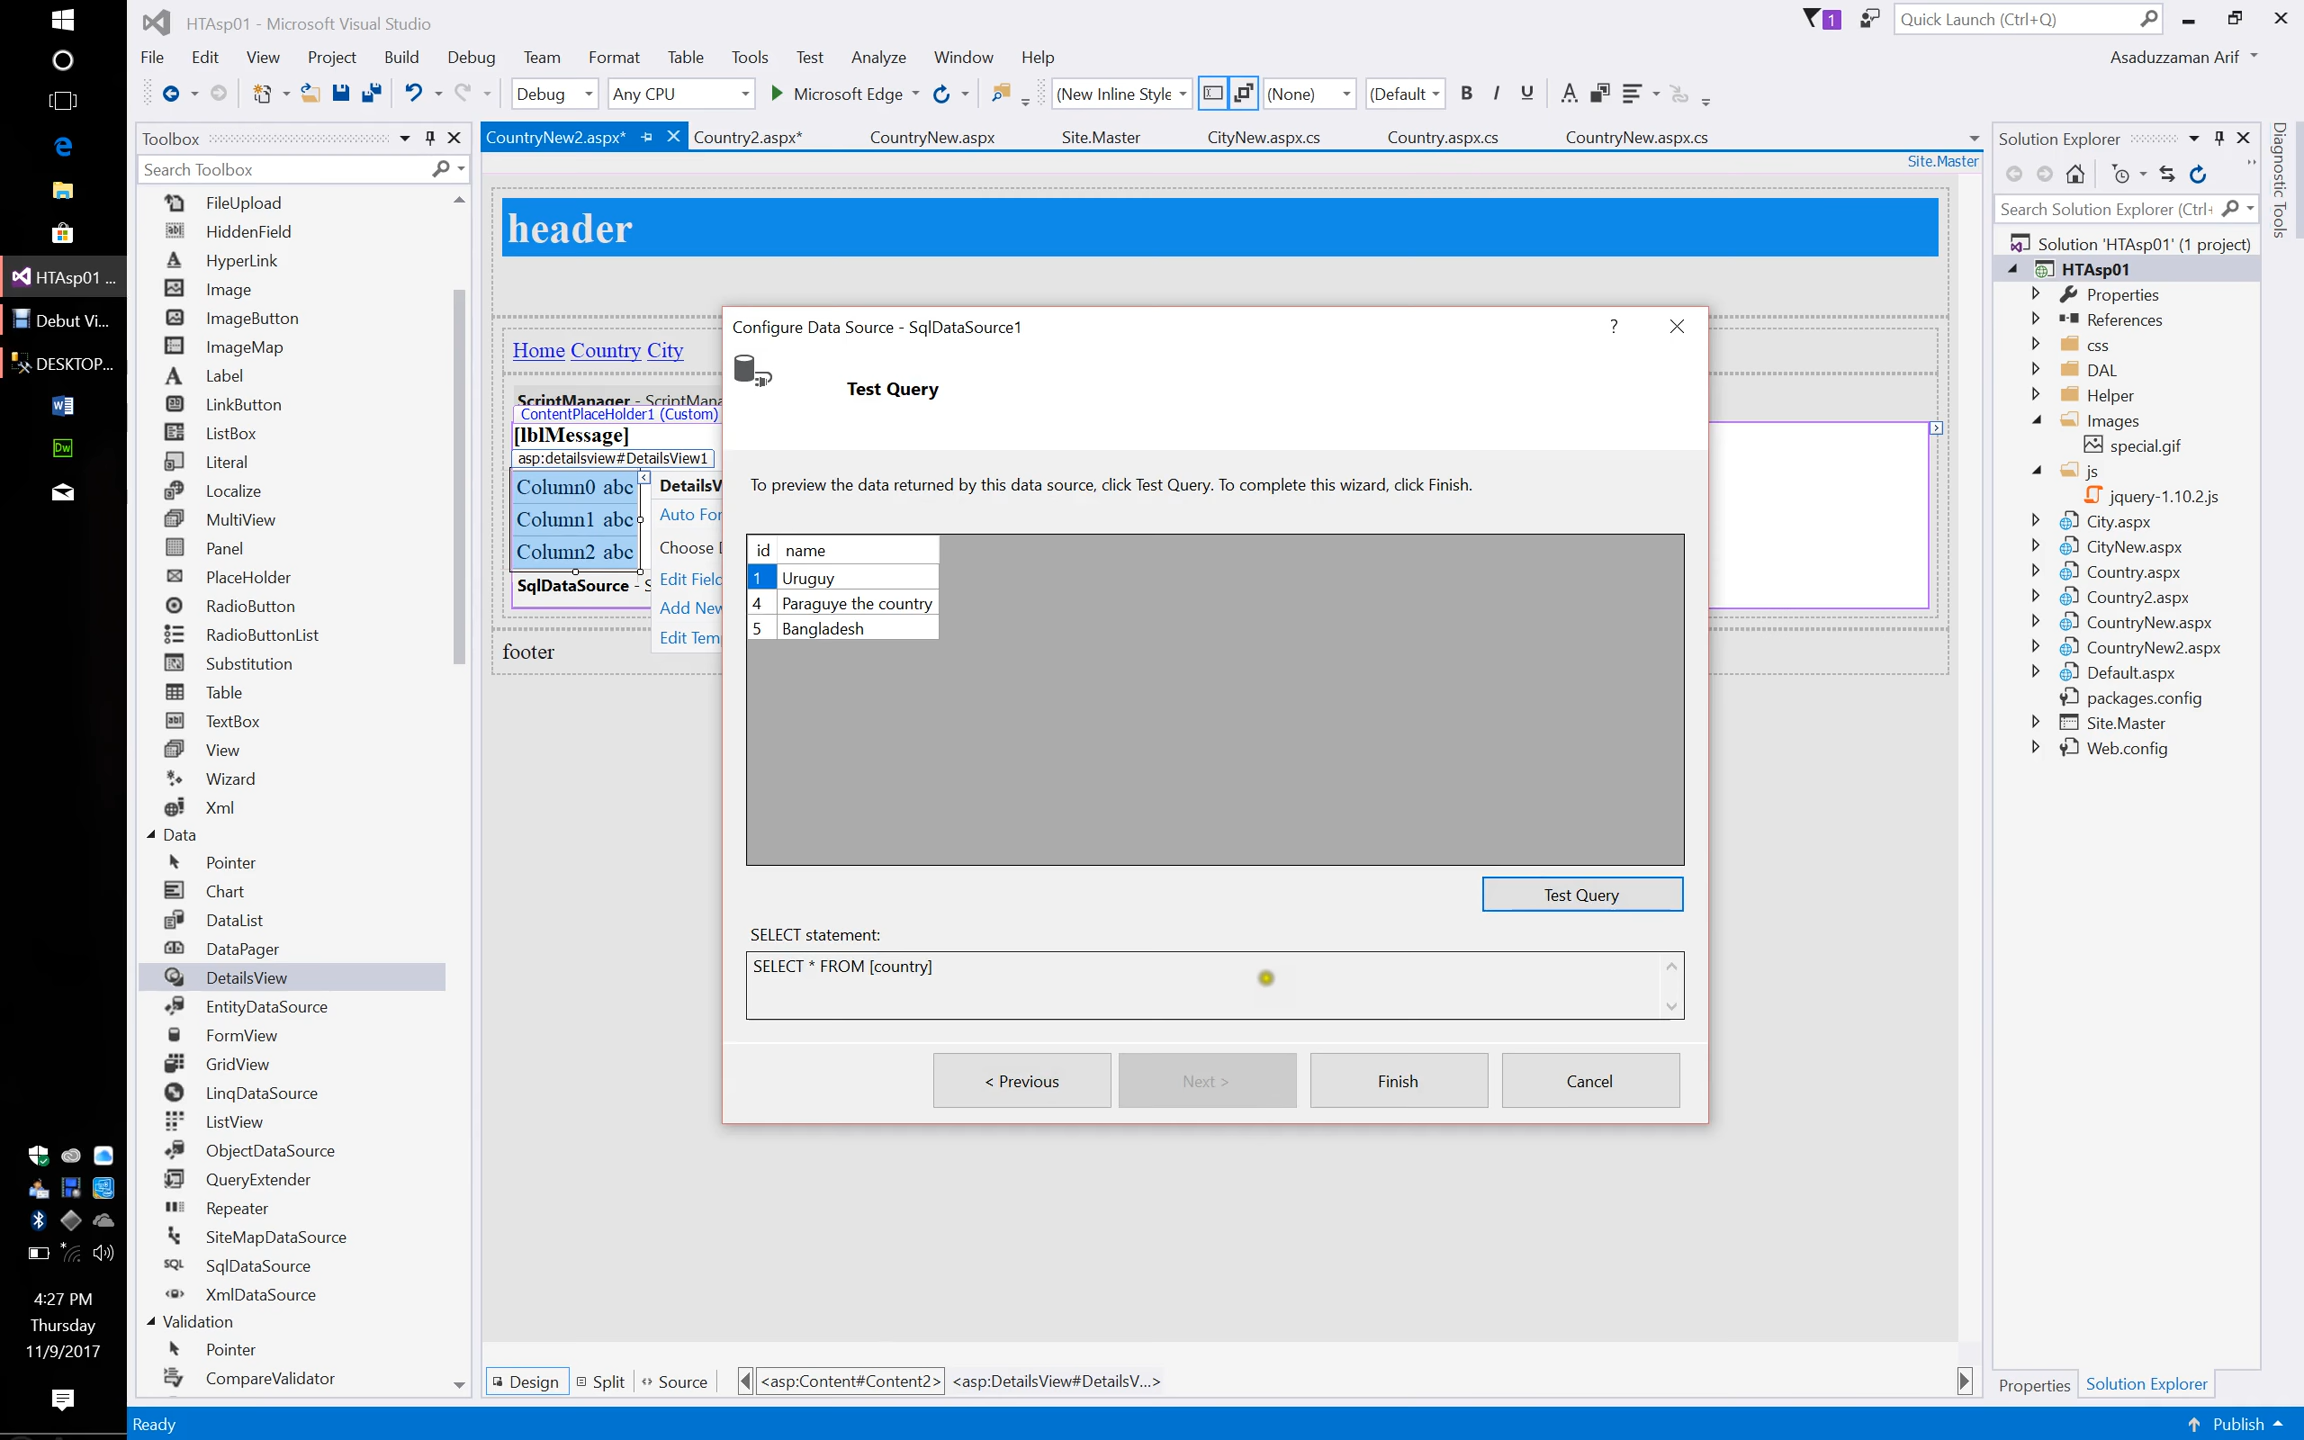 HTAsp01 - Microsoft Visual Studio
1
Quick Launch (Ctrl+Q)
File Edit View Project Build Debug Team Format Table Tools Test Analyze Window Help
Asaduzzaman Arif
Debug Any CPU Microsoft Edge (New Inline Style (None) (Default B I U A
Toolbox
Search Toolbox
FileUpload
HiddenField
HyperLink
Image
ImageButton
ImageMap
Label
LinkButton
ListBox
Literal
Localize
MultiView
Panel
PlaceHolder
RadioButton
RadioButtonList
Substitution
Table
TextBox
View
Wizard
Xml
Data
Pointer
Chart
DataList
DataPager
DetailsView
EntityDataSource
FormView
GridView
LinqDataSource
ListView
ObjectDataSource
QueryExtender
Repeater
SiteMapDataSource
SQL SqlDataSource
XmlDataSource
Validation
Pointer
CompareValidator
HTAsp01 ...
Debut Vi...
DESKTOP...
Dw
4:27 PM
Thursday
11/9/2017
CountryNew2.aspx* Country2.aspx* CountryNew.aspx Site.Master CityNew.aspx.cs Country.aspx.cs CountryNew.aspx.cs
Site.Master
header
Home Country City
ScriptManager - ScriptMana
ContentPlaceHolder1 (Custom)
[lblMessage]
asp:detailsview#DetailsView1
Column0 abc
Column1 abc
Column2 abc
SqlDataSource - S
footer
DetailsV
Auto For
Choose D
Edit Field
Add New
Edit Tem
Configure Data Source - SqlDataSource1
?
Test Query
To preview the data returned by this data source, click Test Query. To complete this wizard, click Finish.
id name
1 Uruguy
4 Paraguye the country
5 Bangladesh
Test Query
SELECT statement:
SELECT * FROM [country]
< Previous Next > Finish Cancel
Design Split Source <asp:Content#Content2> <asp:DetailsView#DetailsV...>
Solution Explorer
Search Solution Explorer (Ctrl+
Solution 'HTAsp01' (1 project)
HTAsp01
Properties
References
css
DAL
Helper
Images
special.gif
js
jquery-1.10.2.js
City.aspx
CityNew.aspx
Country.aspx
Country2.aspx
CountryNew.aspx
CountryNew2.aspx
Default.aspx
packages.config
Site.Master
Web.config
Properties Solution Explorer
Diagnostic Tools
Ready
Publish